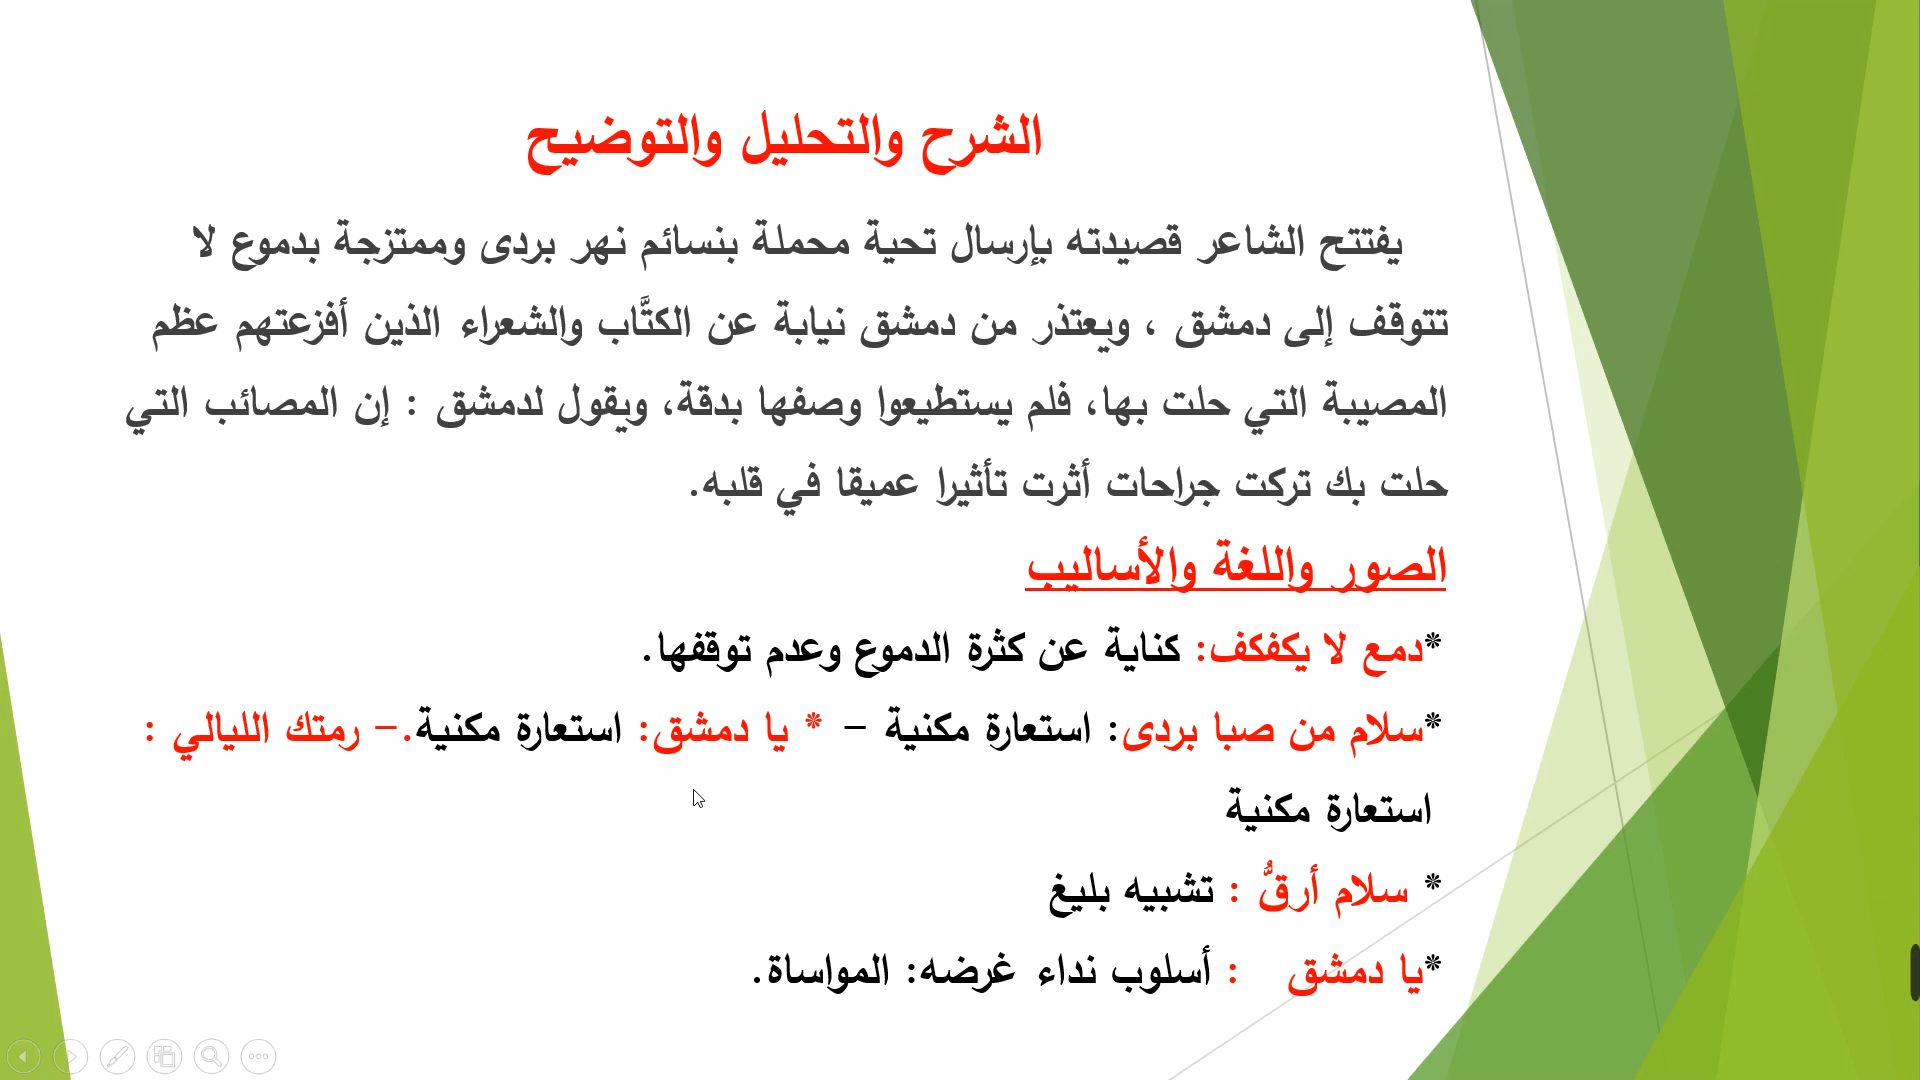 الشرح والتحليل والتوضيح
يفتتح الشاعر قصيدته بإرسال تحية محملة بنسائم نهر بردى وممتزجة بدموع لا
تتوقف إلى دمشق ، ويعتذر من دمشق نيابة عن الكتَّاب والشعراء الذين أفزعتهم عظم
المصيبة التي حلت بها، فلم يستطيعوا وصفها بدقة، ويقول لدمشق : إن المصائب التي
حلت بك تركت جراحات أثرت تأثيرا عميقا في قلبه.
الصور واللغة والأساليب
*دمع لا يكفكف: كناية عن كثرة الدموع وعدم توقفها.
*سلام من صبا بردى: استعارة مكنية – * يا دمشق: استعارة مكنية.– رمتك الليالي :
استعارة مكنية
* سلام أرقُّ : تشبيه بليغ
*يا دمشق : أسلوب نداء غرضه: المواساة.